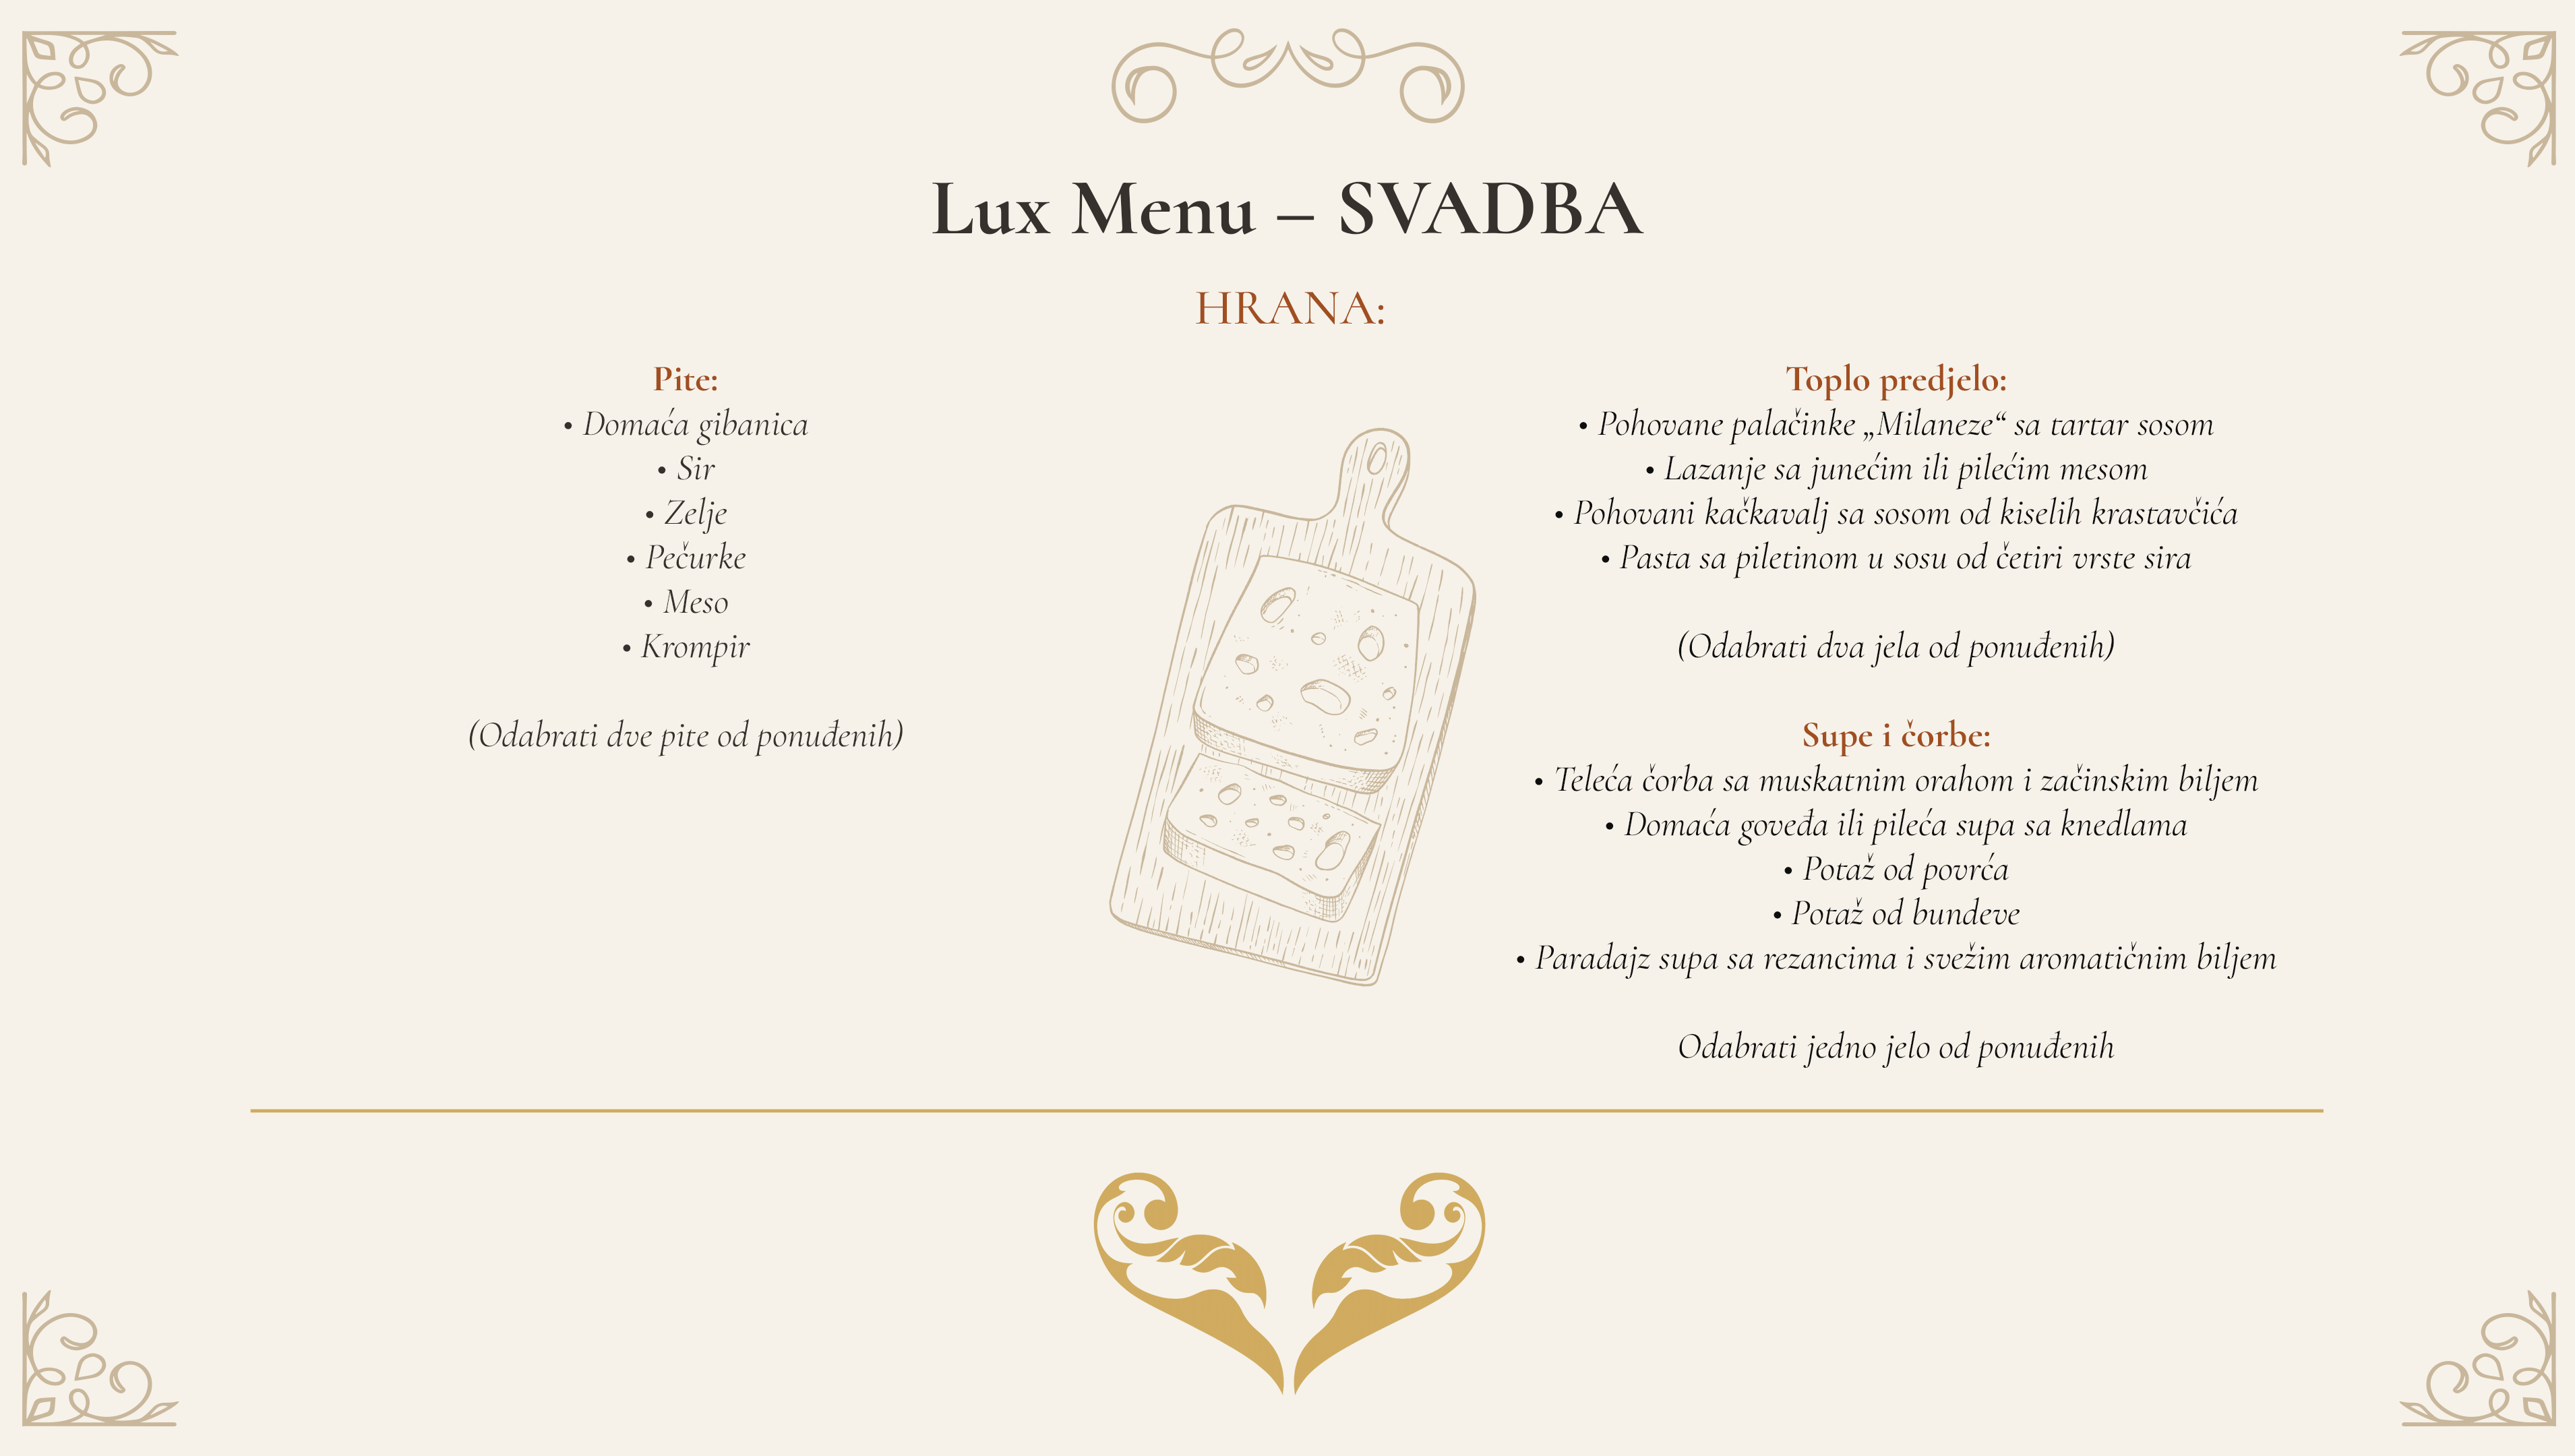 Lux Menu – SVADBA
HRANA:
Pite:
• Domaća gibanica
• Sir
• Zelje
• Pečurke
• Meso
• Krompir
(Odabrati dve pite od ponuđenih)
Toplo predjelo:
• Pohovane palačinke „Milaneze“ sa tartar sosom
• Lazanje sa junećim ili pilećim mesom
• Pohovani kačkavalj sa sosom od kiselih krastavčića
• Pasta sa piletinom u sosu od četiri vrste sira
(Odabrati dva jela od ponuđenih)
Supe i čorbe:
• Teleća čorba sa muskatnim orahom i začinskim biljem
• Domaća goveđa ili pileća supa sa knedlama
• Potaž od povrća
• Potaž od bundeve
• Paradajz supa sa rezancima i svežim aromatičnim biljem
Odabrati jedno jelo od ponuđenih